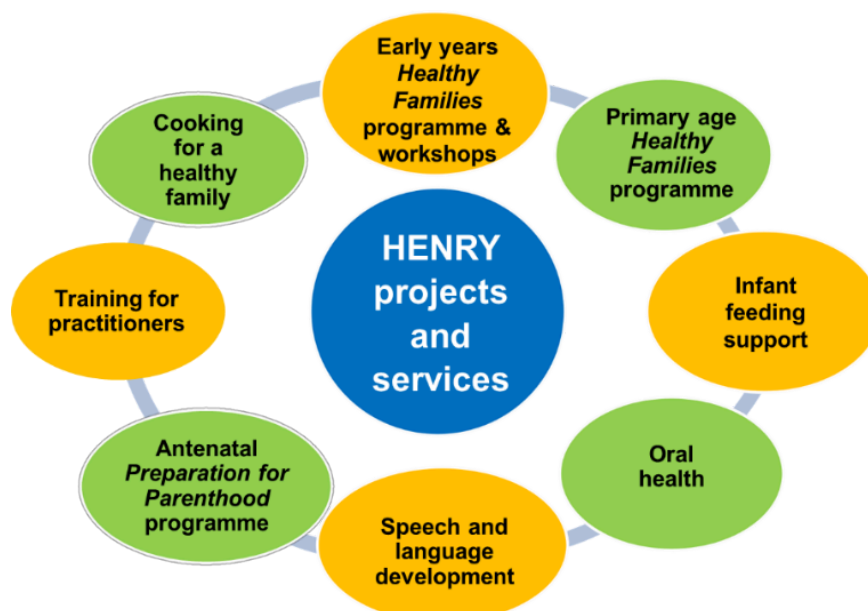 Early years
Healthy
Families
programme &
workshops
Primary age
Healthy
Families
programme
Infant
feeding
support
Oral
health
Speech and
language
development
Antenatal
Preparation for
Parenthood
programme
Training for
practitioners
Cooking
for a
healthy
family
HENRY
projects
and
services